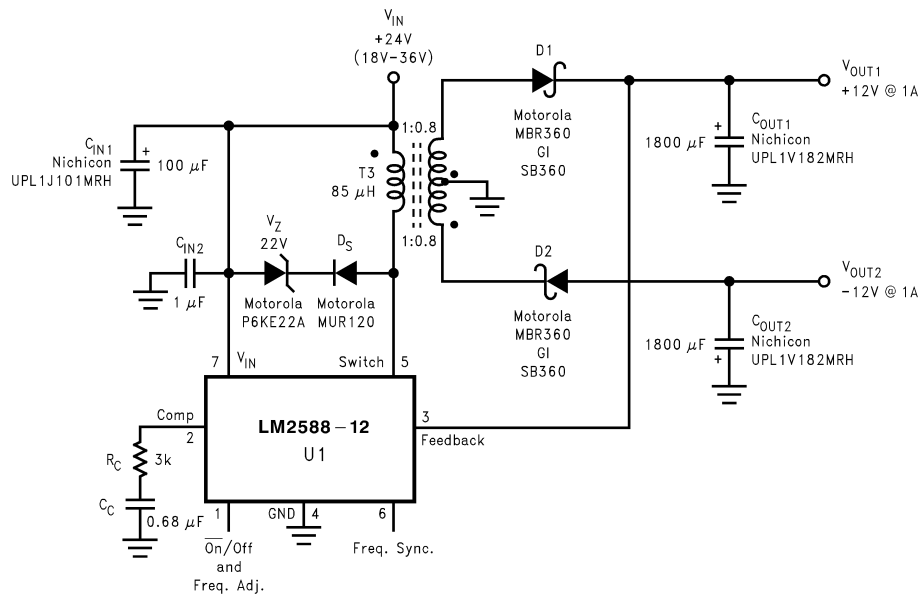 V_IN
+24V
(18V-36V)
D1
V_OUT1
+12V @ 1A
C_IN1
Nichicon
UPL1J101MRH
+
100 μF
1:0.8
T3
85 μH
1:0.8
Motorola
MBR360
GI
SB360
1800 μF
+
C_OUT1
Nichicon
UPL1V182MRH
C_IN2
1 μF
V_Z
22V
Motorola
P6KE22A
D_S
Motorola
MUR120
D2
Motorola
MBR360
GI
SB360
V_OUT2
-12V @ 1A
1800 μF
+
C_OUT2
Nichicon
UPL1V182MRH
7
V_IN
Switch
5
Comp
2
LM2588-12
U1
3
Feedback
R_C
3k
C_C
0.68 μF
1
GND
4
6
On/Off
and
Freq. Adj.
Freq. Sync.